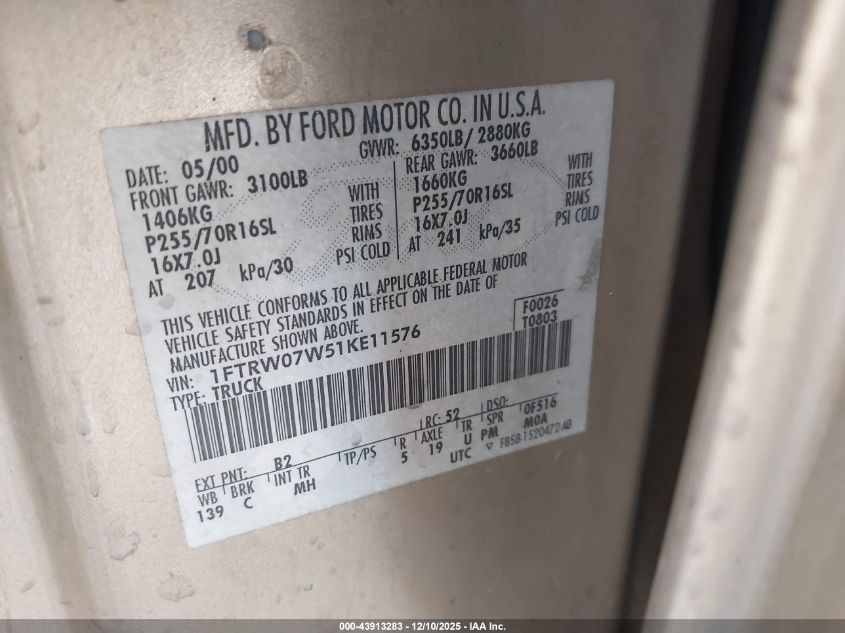 MFD. BY FORD MOTOR CO. IN U.S.A.
DATE: 05/00 GVWR: 6350LB/ 2880KG
FRONT GAWR: 3100LB REAR GAWR: 3660LB
1406KG WITH 1660KG WITH
P255/70R16SL TIRES P255/70R16SL TIRES
16X7.0J RIMS 16X7.0J RIMS
AT 207 kPa/30 PSI COLD AT 241 kPa/35 PSI COLD
THIS VEHICLE CONFORMS TO ALL APPLICABLE FEDERAL MOTOR
VEHICLE SAFETY STANDARDS IN EFFECT ON THE DATE OF
MANUFACTURE SHOWN ABOVE.
F0026
T0803
VIN: 1FTRW07W51KE11576
TYPE: TRUCK
EXT PNT: B2 RC: 52 DSO: 0F516
WB BRK INT TR TP/PS R AXLE TR SPR M0A
139 C MH 5 19 U PM
UTC F85B-1520472-AB
000-43913283 - 12/10/2025 - IAA Inc.